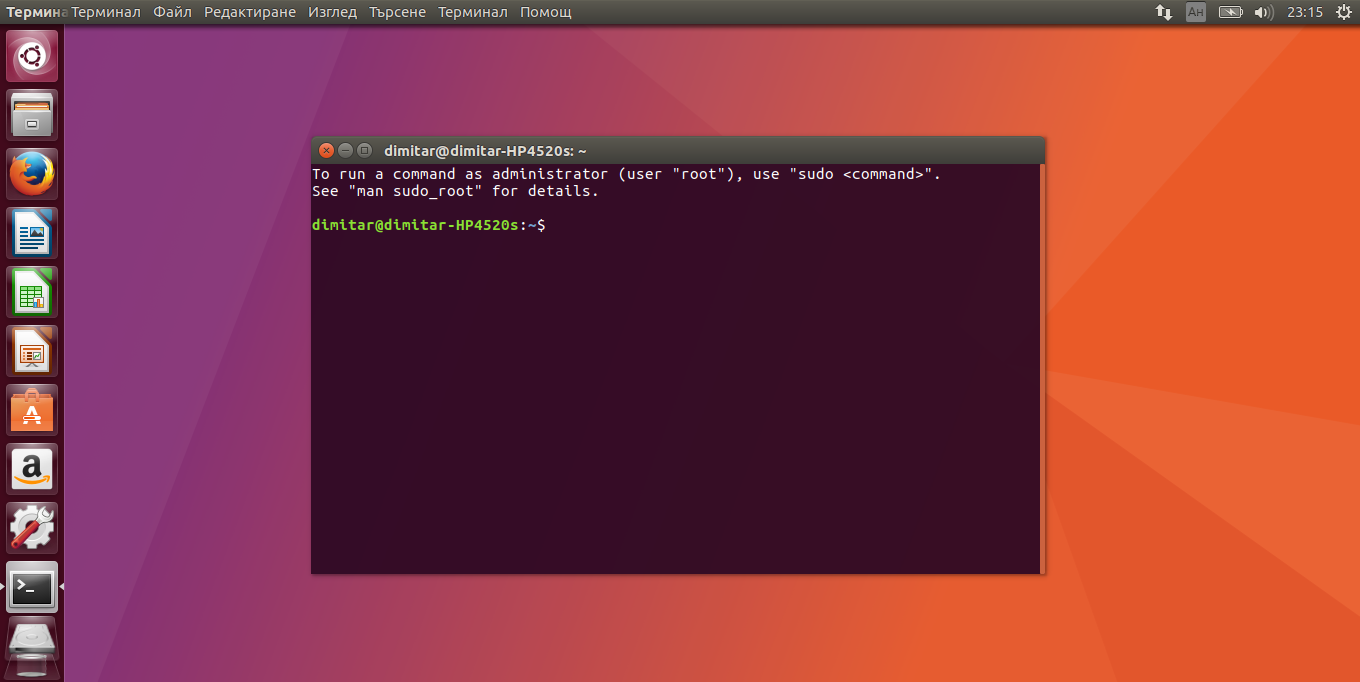 Термина Терминал Файл Редактиране Изглед Търсене Терминал Помощ Ан 23:15
dimitar@dimitar-HP4520s: ~
To run a command as administrator (user "root"), use "sudo <command>".
See "man sudo_root" for details.
dimitar@dimitar-HP4520s:~$